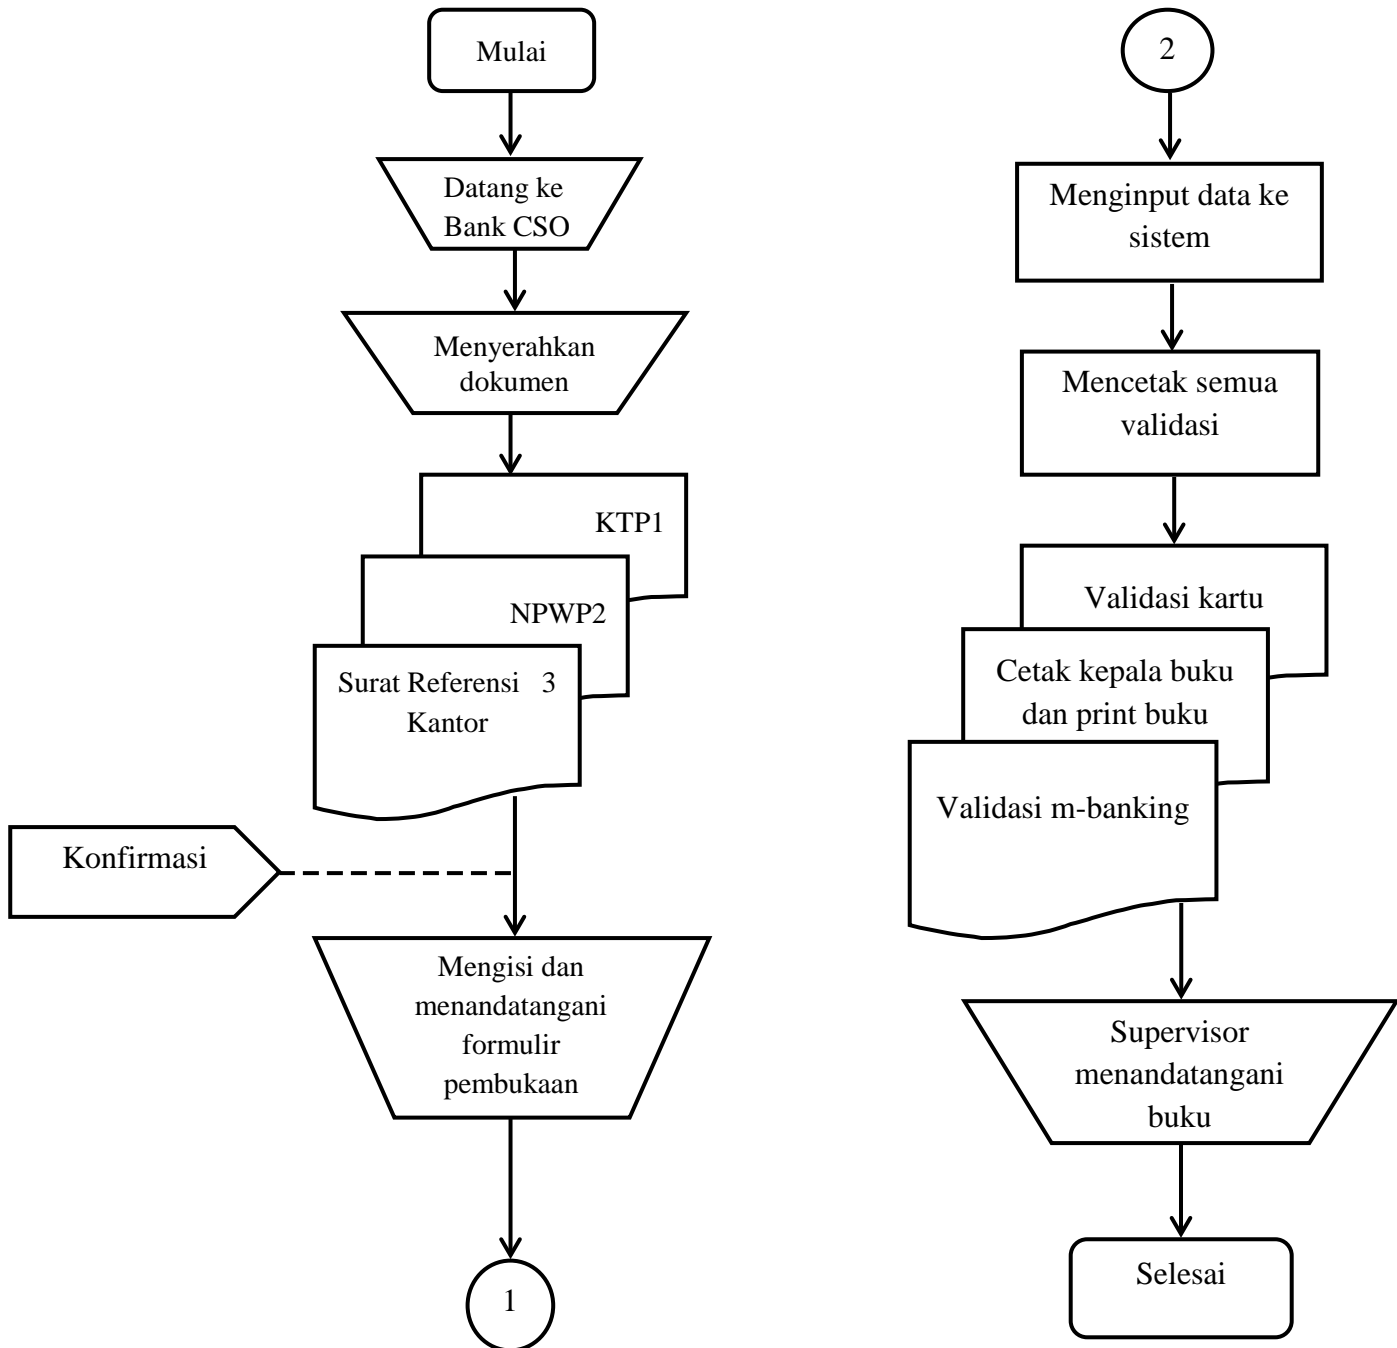 Mulai
Datang ke
Bank CSO
Menyerahkan
dokumen
KTP1
NPWP2
Surat Referensi 3
Kantor
Konfirmasi
Mengisi dan
menandatangani
formulir
pembukaan
1
2
Menginput data ke
sistem
Mencetak semua
validasi
Validasi kartu
Cetak kepala buku
dan print buku
Validasi m-banking
Supervisor
menandatangani
buku
Selesai